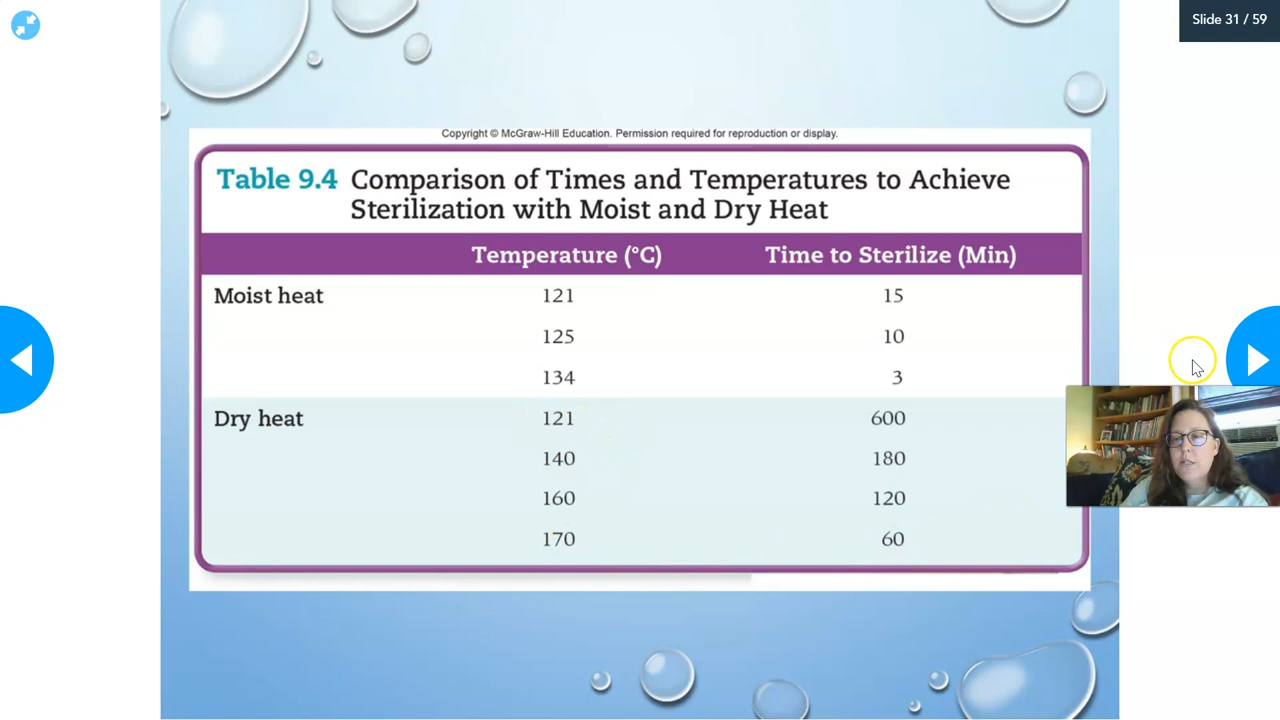 Slide 31 / 59
Copyright © McGraw-Hill Education. Permission required for reproduction or display.
Table 9.4 Comparison of Times and Temperatures to Achieve
Sterilization with Moist and Dry Heat
Temperature (°C) Time to Sterilize (Min)
Moist heat 121 15
125 10
134 3
Dry heat 121 600
140 180
160 120
170 60